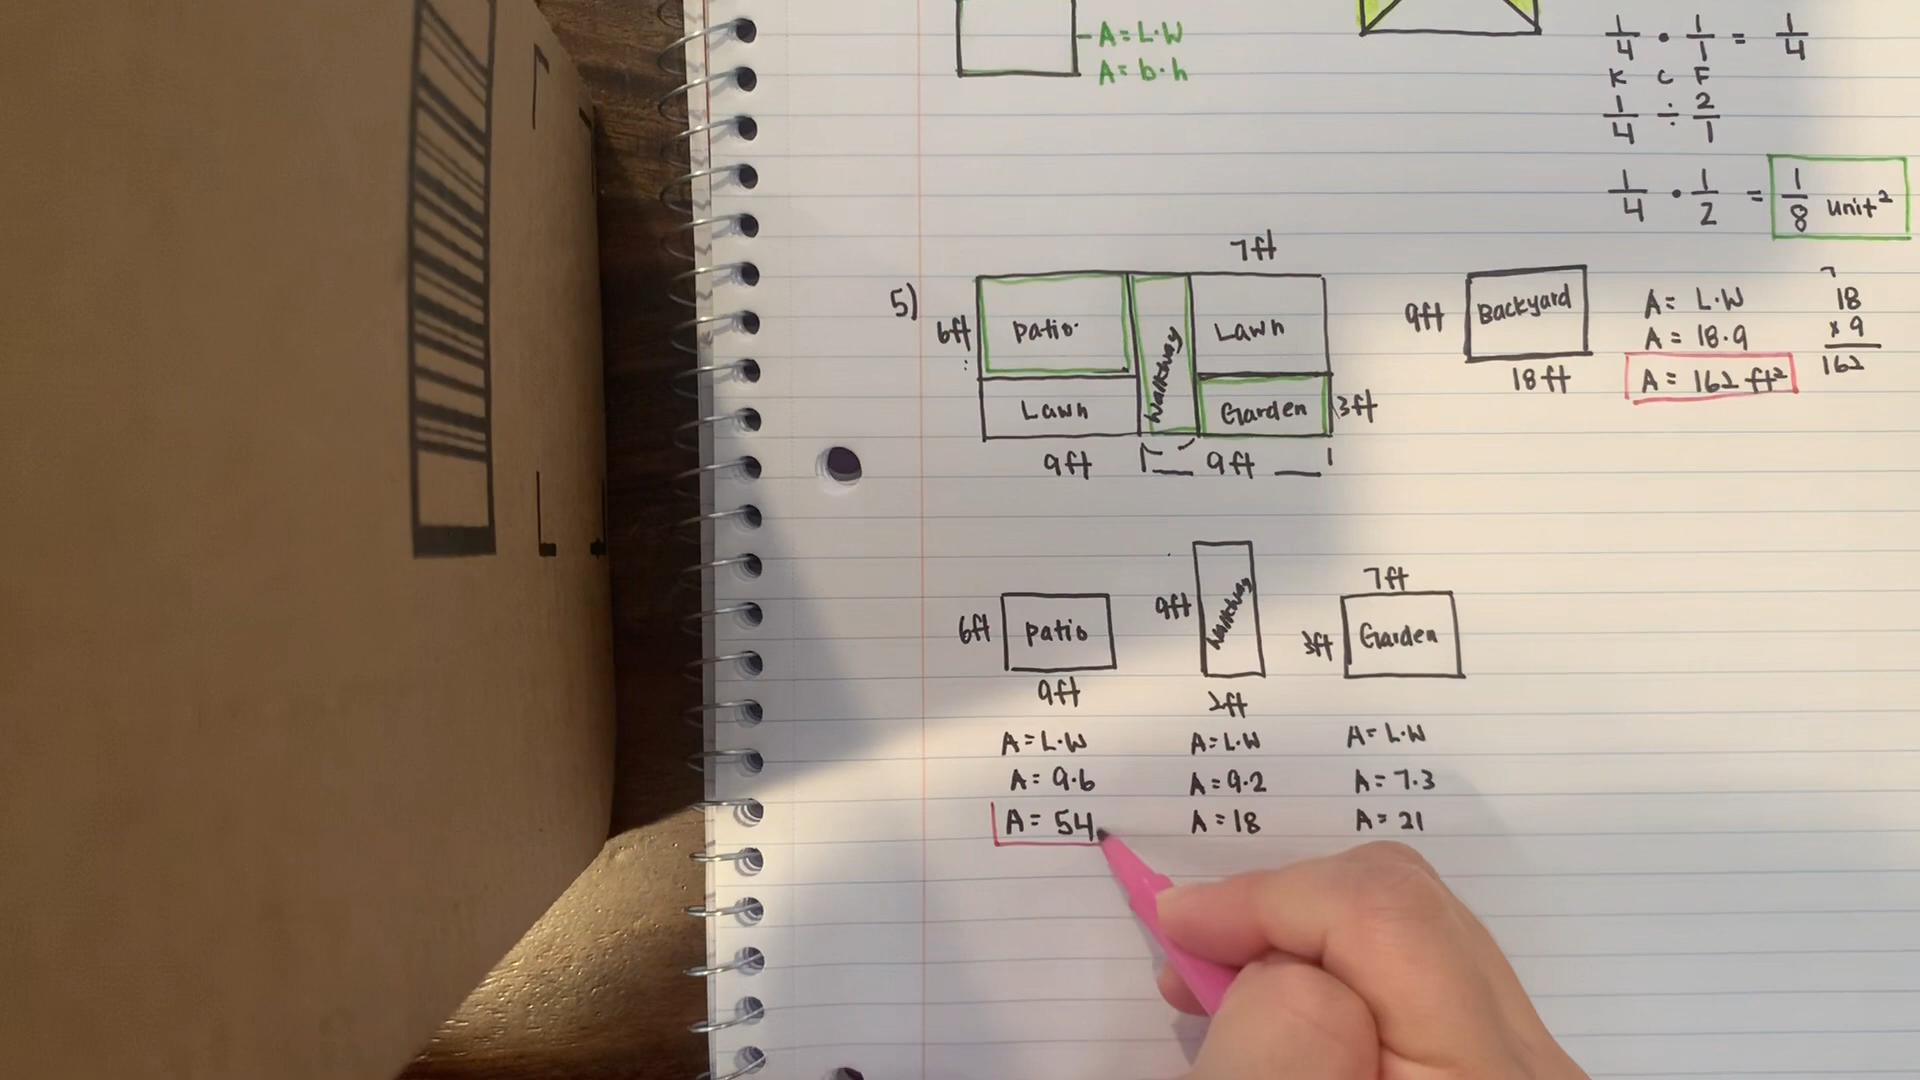 A = L·W
A = b·h
1/4 · 1/1 = 1/4
K C F
1/4 ÷ 2/1
1/4 · 1/2 = 1/8 unit²
5)
7ft
6ft
Patio
Walkway
Lawn
Lawn
Garden
3ft
9ft
9ft
9ft
Backyard
18ft
A = L·W
A = 18·9
A = 162 ft²
7
18
x 9
162
6ft
Patio
9ft
A = L·W
A = 9·6
A = 54
9ft
Walkway
2ft
A = L·W
A = 9·2
A = 18
7ft
3ft
Garden
A = L·W
A = 7·3
A = 21